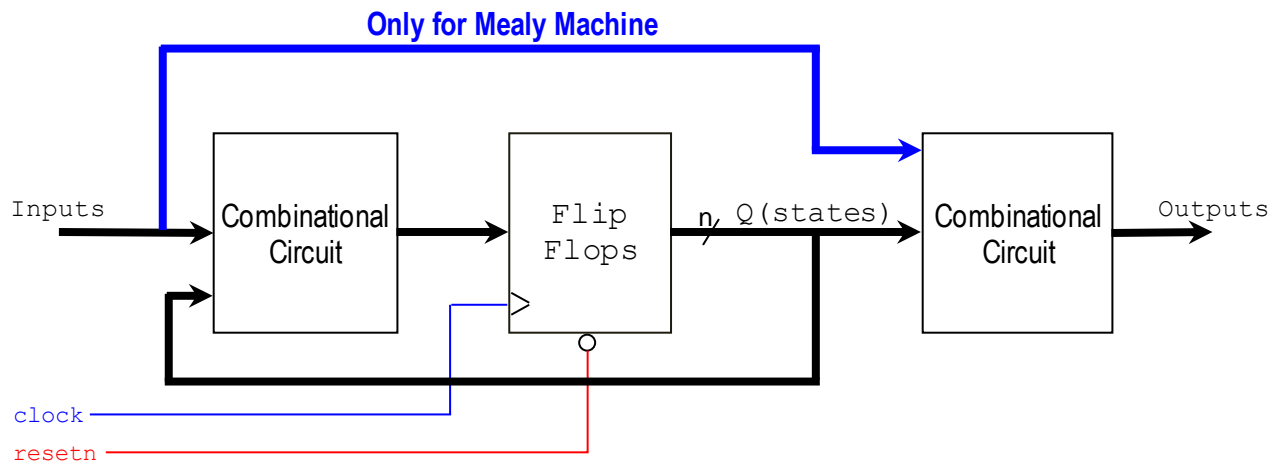 Only for Mealy Machine
Inputs
Combinational
Circuit
Flip
Flops
n
Q(states)
Combinational
Circuit
Outputs
clock
resetn